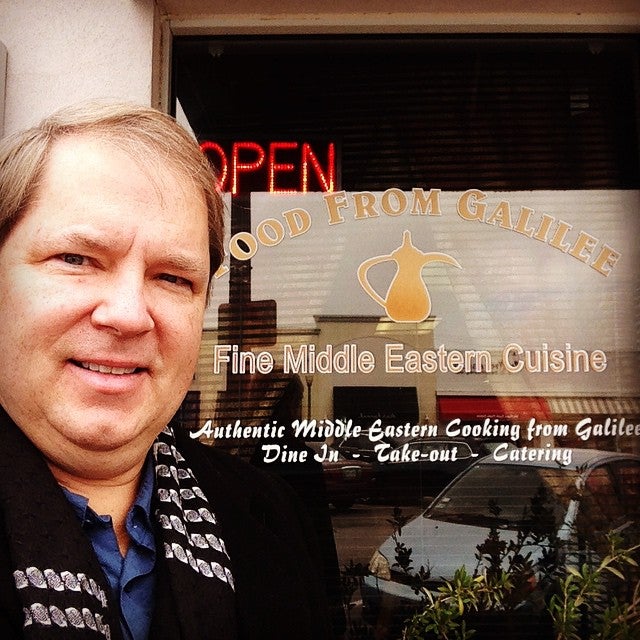 OPEN
FOOD FROM GALILEE
Fine Middle Eastern Cuisine
Authentic Middle Eastern Cooking from Galilee
Dine In - Take-out - Catering